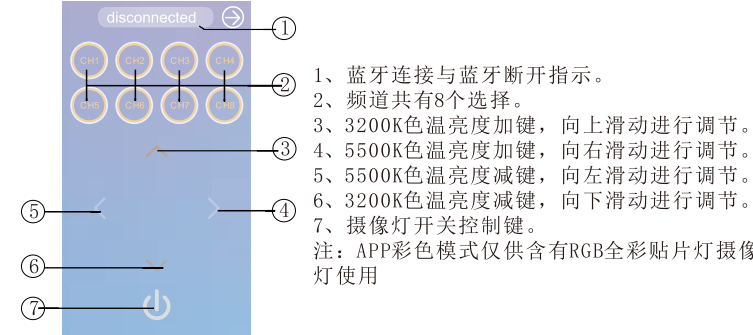 disconnected
①
CH1 CH2 CH3 CH4
②
CH5 CH6 CH7 CH8
③
⑤ ④
⑥
⑦
1、蓝牙连接与蓝牙断开指示。
2、频道共有8个选择。
3、3200K色温亮度加键，向上滑动进行调节。
4、5500K色温亮度加键，向右滑动进行调节。
5、5500K色温亮度减键，向左滑动进行调节。
6、3200K色温亮度减键，向下滑动进行调节。
7、摄像灯开关控制键。
注：APP彩色模式仅供含有RGB全彩贴片灯摄像
灯使用